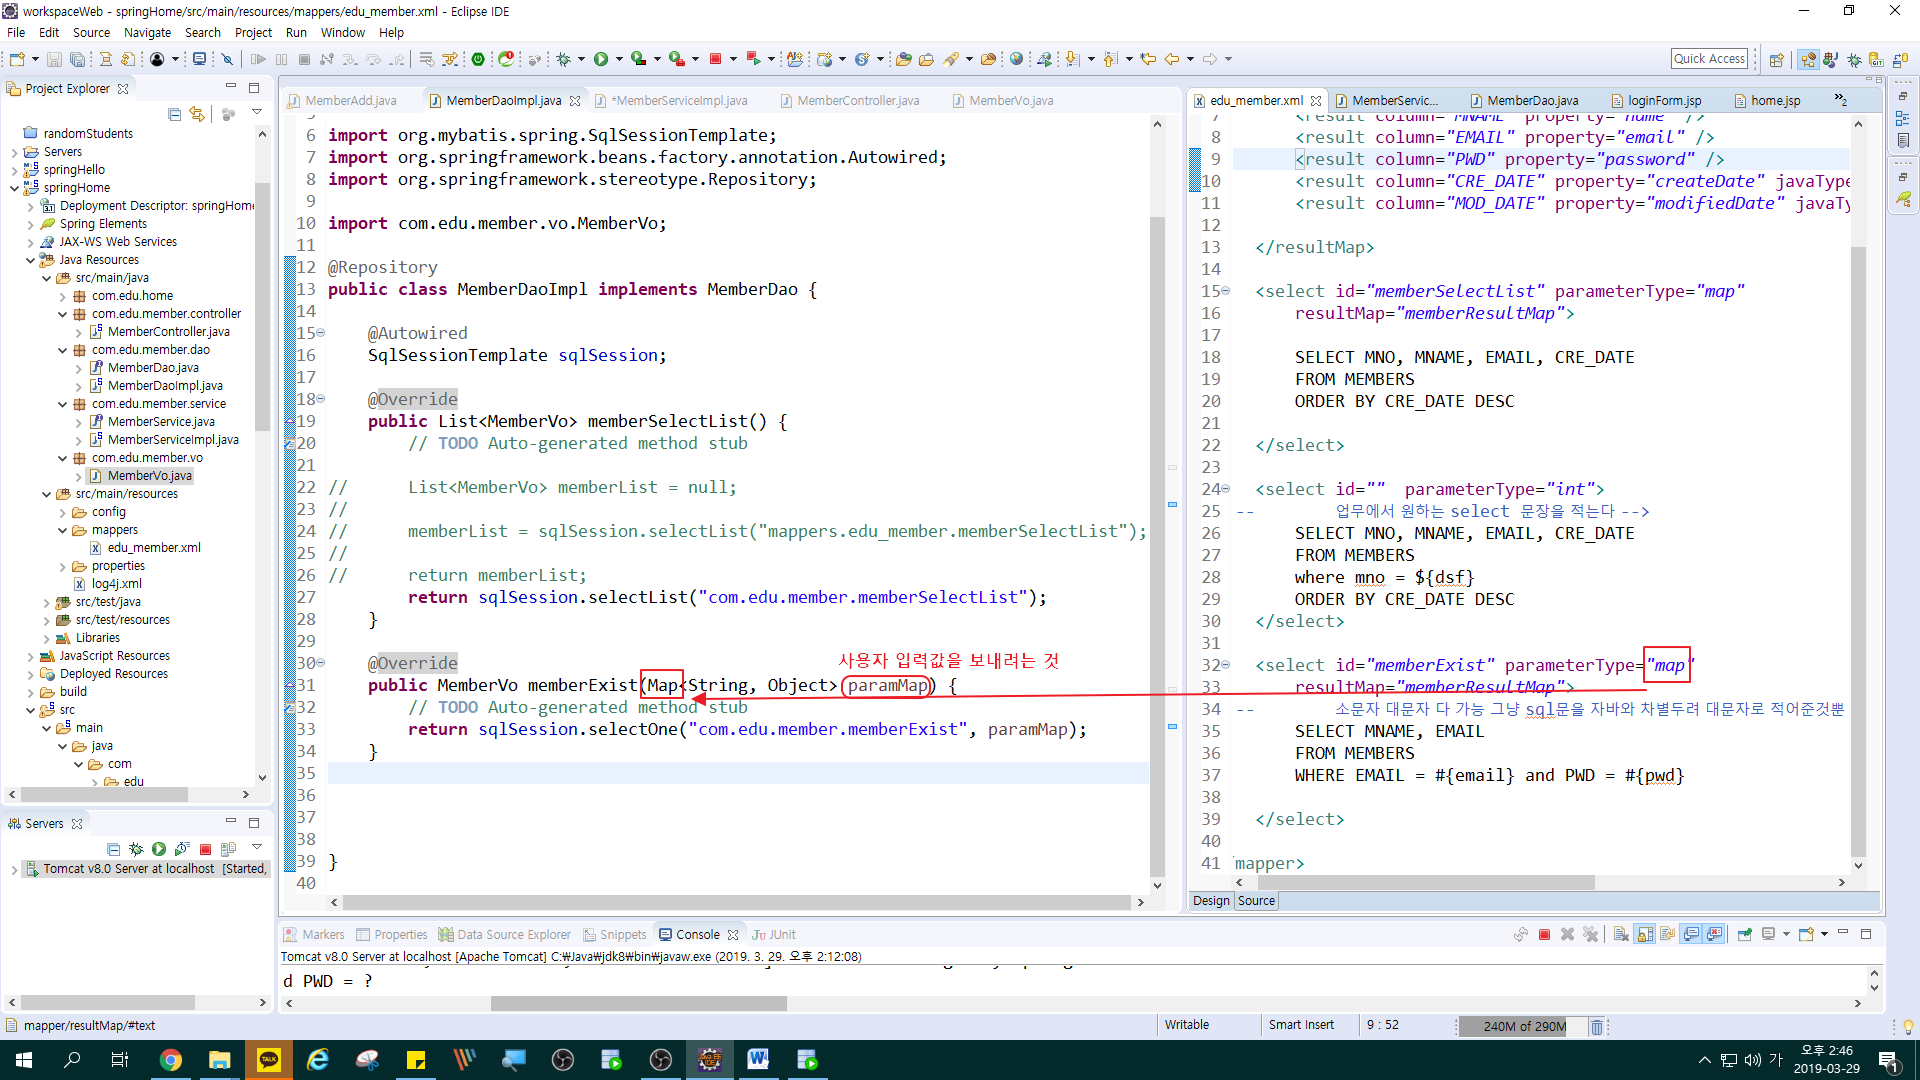 workspaceWeb - springHome/src/main/resources/mappers/edu_member.xml - Eclipse IDE
File Edit Source Navigate Search Project Run Window Help
Quick Access
Project Explorer
randomStudents
Servers
springHello
springHome
Deployment Descriptor: springHome
Spring Elements
JAX-WS Web Services
Java Resources
src/main/java
com.edu.home
com.edu.member.controller
MemberController.java
com.edu.member.dao
MemberDao.java
MemberDaoImpl.java
com.edu.member.service
MemberService.java
MemberServiceImpl.java
com.edu.member.vo
MemberVo.java
src/main/resources
config
mappers
edu_member.xml
properties
log4j.xml
src/test/java
src/test/resources
Libraries
JavaScript Resources
Deployed Resources
build
src
main
java
com
edu
Servers
Tomcat v8.0 Server at localhost [Started,
MemberAdd.java MemberDaoImpl.java *MemberServiceImpl.java MemberController.java MemberVo.java
6 import org.mybatis.spring.SqlSessionTemplate;
7 import org.springframework.beans.factory.annotation.Autowired;
8 import org.springframework.stereotype.Repository;
9
10 import com.edu.member.vo.MemberVo;
11
12 @Repository
13 public class MemberDaoImpl implements MemberDao {
14
15 @Autowired
16 SqlSessionTemplate sqlSession;
17
18 @Override
19 public List<MemberVo> memberSelectList() {
20 // TODO Auto-generated method stub
21
22 // List<MemberVo> memberList = null;
23 //
24 // memberList = sqlSession.selectList("mappers.edu_member.memberSelectList");
25 //
26 // return memberList;
27 return sqlSession.selectList("com.edu.member.memberSelectList");
28 }
29
사용자 입력값을 보내려는 것
30 @Override
31 public MemberVo memberExist(Map<String, Object> paramMap) {
32 // TODO Auto-generated method stub
33 return sqlSession.selectOne("com.edu.member.memberExist", paramMap);
34 }
35
36
37
38
39 }
40
edu_member.xml MemberServic... MemberDao.java loginForm.jsp home.jsp »2
7 <result column="MNAME" property="name" />
8 <result column="EMAIL" property="email" />
9 <result column="PWD" property="password" />
10 <result column="CRE_DATE" property="createDate" javaType
11 <result column="MOD_DATE" property="modifiedDate" javaTy
12
13 </resultMap>
14
15 <select id="memberSelectList" parameterType="map"
16 resultMap="memberResultMap">
17
18 SELECT MNO, MNAME, EMAIL, CRE_DATE
19 FROM MEMBERS
20 ORDER BY CRE_DATE DESC
21
22 </select>
23
24 <select id="" parameterType="int">
25 -- 업무에서 원하는 select 문장을 적는다 -->
26 SELECT MNO, MNAME, EMAIL, CRE_DATE
27 FROM MEMBERS
28 where mno = ${dsf}
29 ORDER BY CRE_DATE DESC
30 </select>
31
32 <select id="memberExist" parameterType="map"
33 resultMap="memberResultMap">
34 -- 소문자 대문자 다 가능 그냥 sql문을 자바와 차별두려 대문자로 적어준것뿐
35 SELECT MNAME, EMAIL
36 FROM MEMBERS
37 WHERE EMAIL = #{email} and PWD = #{pwd}
38
39 </select>
40
41 mapper>
Design Source
Markers Properties Data Source Explorer Snippets Console JUnit
Tomcat v8.0 Server at localhost [Apache Tomcat] C:₩Java₩jdk8₩bin₩javaw.exe (2019. 3. 29. 오후 2:12:08)
d PWD = ?
mapper/resultMap/#text Writable Smart Insert 9 : 52 240M of 290M
TALK
가
오후 2:46
2019-03-29
1